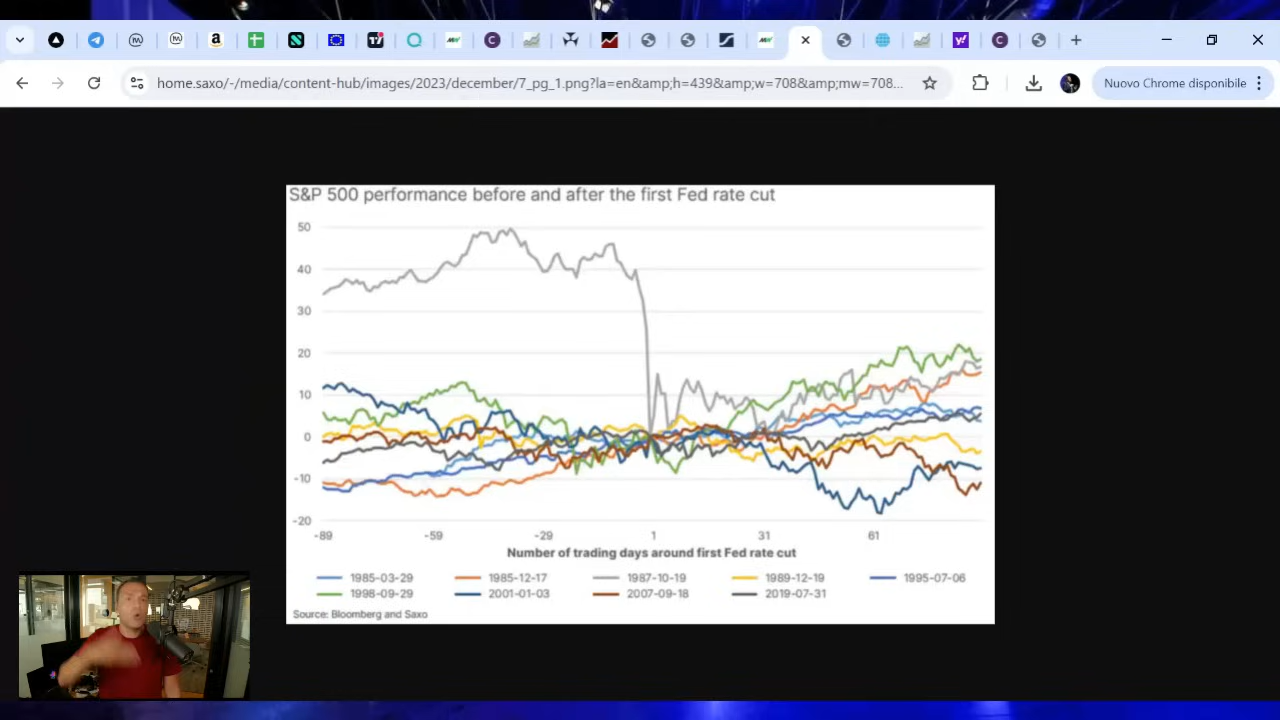 home.saxo/-/media/content-hub/images/2023/december/7_pg_1.png?la=en&amp;h=439&amp;w=708&amp;mw=708...
Nuovo Chrome disponibile
S&P 500 performance before and after the first Fed rate cut
50
40
30
20
10
0
-10
-20
-89 -59 -29 1 31 61
Number of trading days around first Fed rate cut
1985-03-29 1985-12-17 1987-10-19 1989-12-19 1995-07-06
1998-09-29 2001-01-03 2007-09-18 2019-07-31
Source: Bloomberg and Saxo